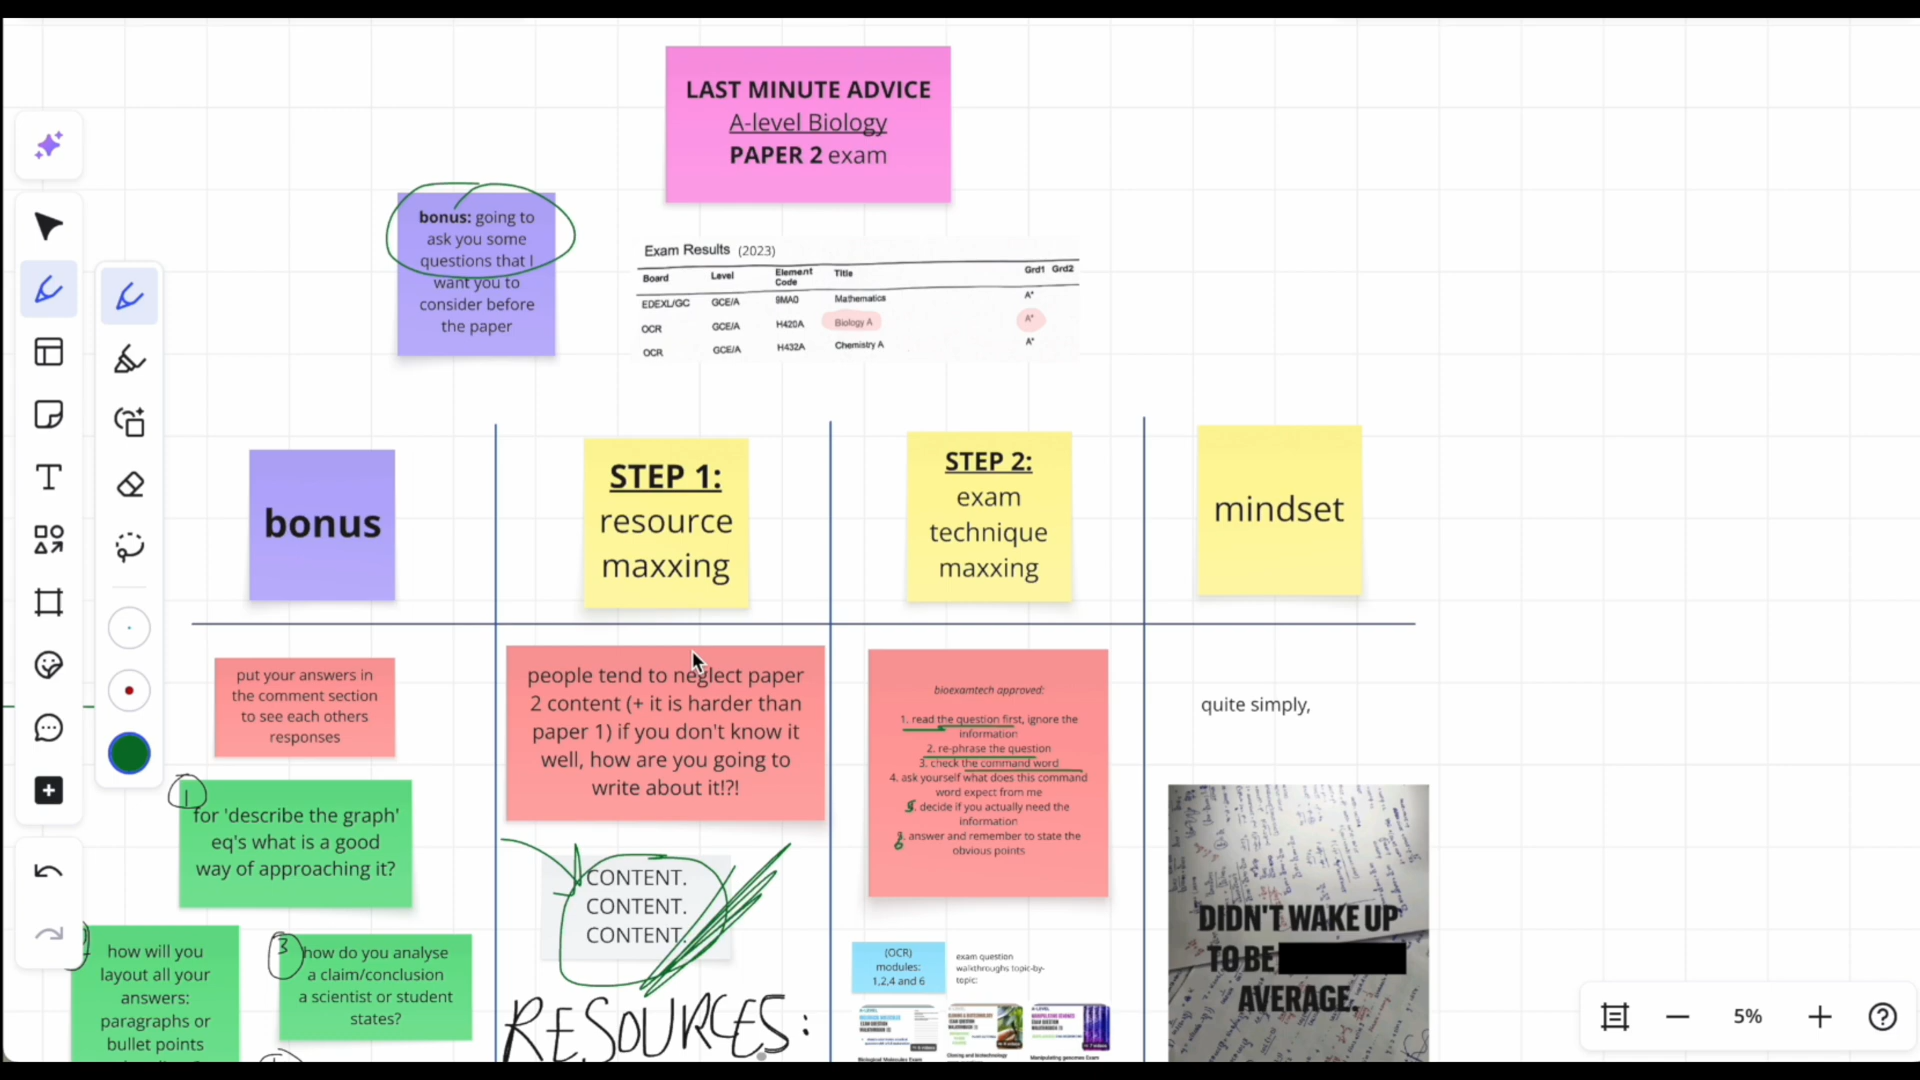 LAST MINUTE ADVICE
A-level Biology
PAPER 2 exam
bonus: going to
ask you some
questions that I
want you to
consider before
the paper
Exam Results (2023)
Board Level Element Code Title Grd1 Grd2
EDEXL/GC GCE/A 9MA0 Mathematics A*
OCR GCE/A H420A Biology A A*
OCR GCE/A H432A Chemistry A A*
bonus
STEP 1:
resource
maxxing
STEP 2:
exam
technique
maxxing
mindset
put your answers in
the comment section
to see each others
responses
1
for 'describe the graph'
eq's what is a good
way of approaching it?
how will you
layout all your
answers:
paragraphs or
bullet points
3
how do you analyse
a claim/conclusion
a scientist or student
states?
people tend to neglect paper
2 content (+ it is harder than
paper 1) if you don't know it
well, how are you going to
write about it!?!
CONTENT.
CONTENT.
CONTENT.
RESOURCES:
bioexamtech approved:
1. read the question first, ignore the
information
2. re-phrase the question
3. check the command word
4. ask yourself what does this command
word expect from me
5. decide if you actually need the
information
6. answer and remember to state the
obvious points
(OCR)
modules:
1,2,4 and 6
exam question
walkthroughs topic-by-
topic:
Biological Molecules Exam
Cloning and biotechnology
Manipulating genomes Exam
quite simply,
DIDN'T WAKE UP
TO BE
AVERAGE.
5%